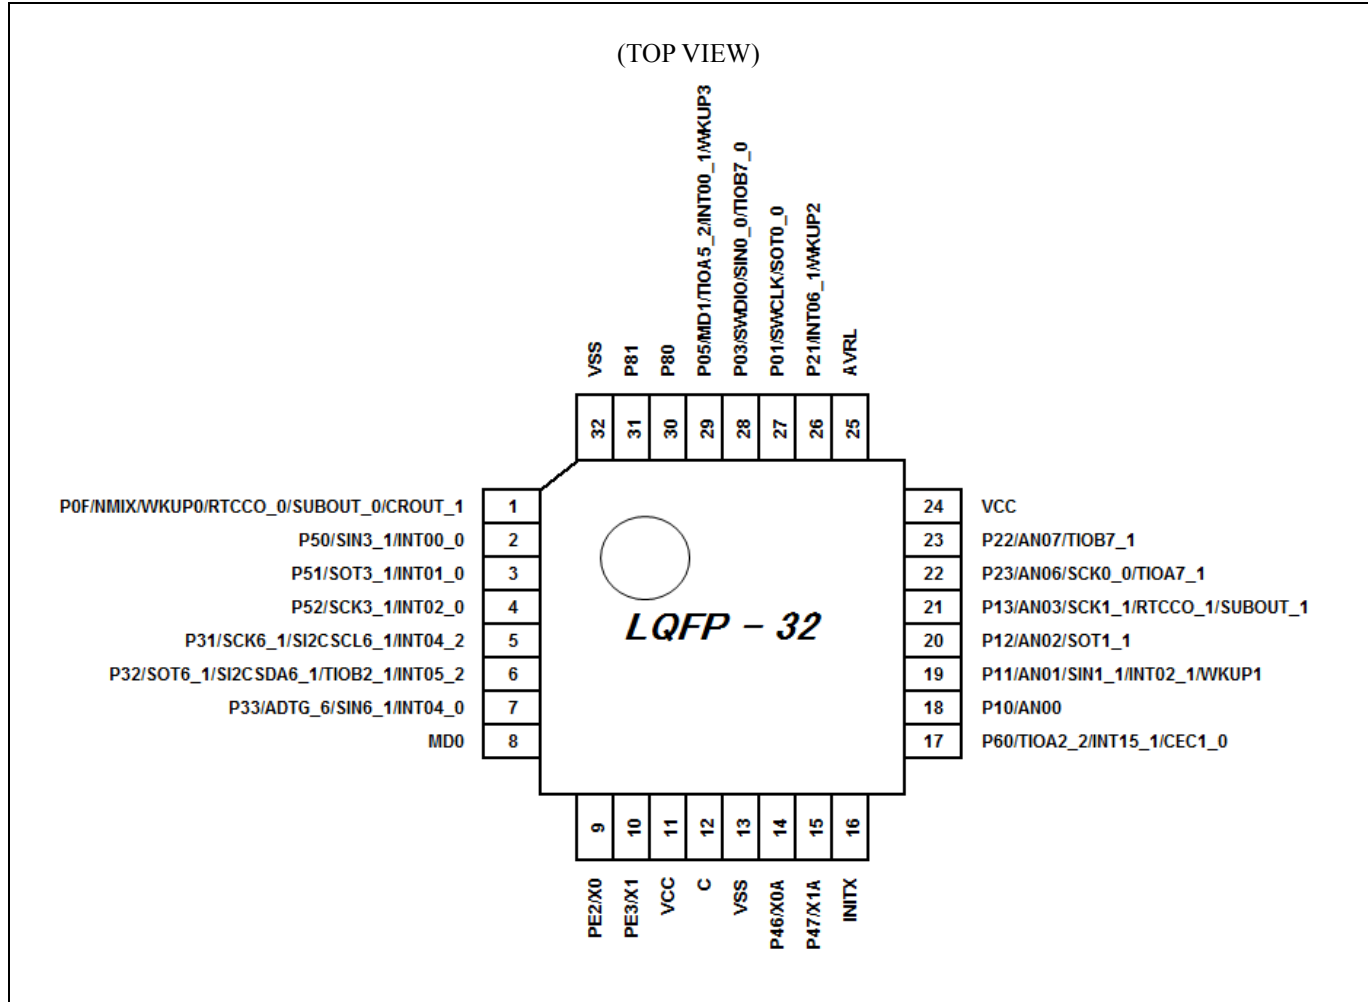 (TOP VIEW)
VSS
P81
P80
P05/MD1/TIOA5_2/INT00_1/WKUP3
P03/SWDIO/SIN0_0/TIOB7_0
P01/SWCLK/SOT0_0
P21/INT06_1/WKUP2
AVRL
32 31 30 29 28 27 26 25
P0F/NMIX/WKUP0/RTCCO_0/SUBOUT_0/CROUT_1 1
P50/SIN3_1/INT00_0 2
P51/SOT3_1/INT01_0 3
P52/SCK3_1/INT02_0 4
P31/SCK6_1/SI2CSCL6_1/INT04_2 5
P32/SOT6_1/SI2CSDA6_1/TIOB2_1/INT05_2 6
P33/ADTG_6/SIN6_1/INT04_0 7
MD0 8
LQFP - 32
24 VCC
23 P22/AN07/TIOB7_1
22 P23/AN06/SCK0_0/TIOA7_1
21 P13/AN03/SCK1_1/RTCCO_1/SUBOUT_1
20 P12/AN02/SOT1_1
19 P11/AN01/SIN1_1/INT02_1/WKUP1
18 P10/AN00
17 P60/TIOA2_2/INT15_1/CEC1_0
9 10 11 12 13 14 15 16
PE2/X0
PE3/X1
VCC
C
VSS
P46/X0A
P47/X1A
INITX